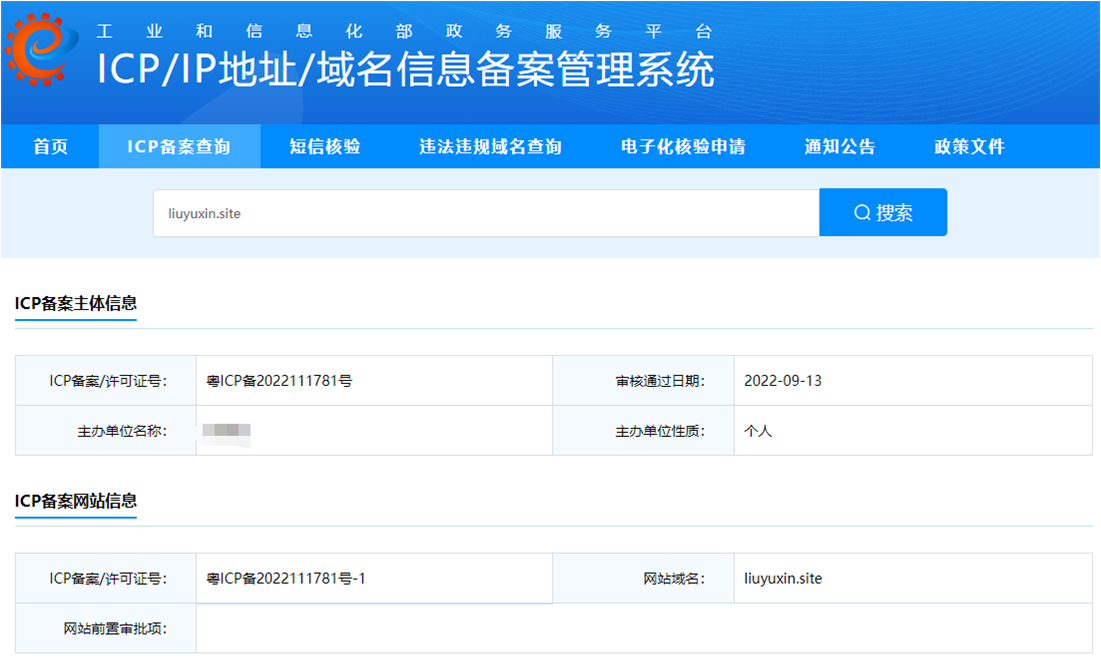 工业和信息化部政务服务平台
ICP/IP地址/域名信息备案管理系统
首页 ICP备案查询 短信核验 违法违规域名查询 电子化核验申请 通知公告 政策文件
liuyuxin.site 搜索
ICP备案主体信息
ICP备案/许可证号： 粤ICP备2022111781号 审核通过日期： 2022-09-13
主办单位名称： 主办单位性质： 个人
ICP备案网站信息
ICP备案/许可证号： 粤ICP备2022111781号-1 网站域名： liuyuxin.site
网站前置审批项：